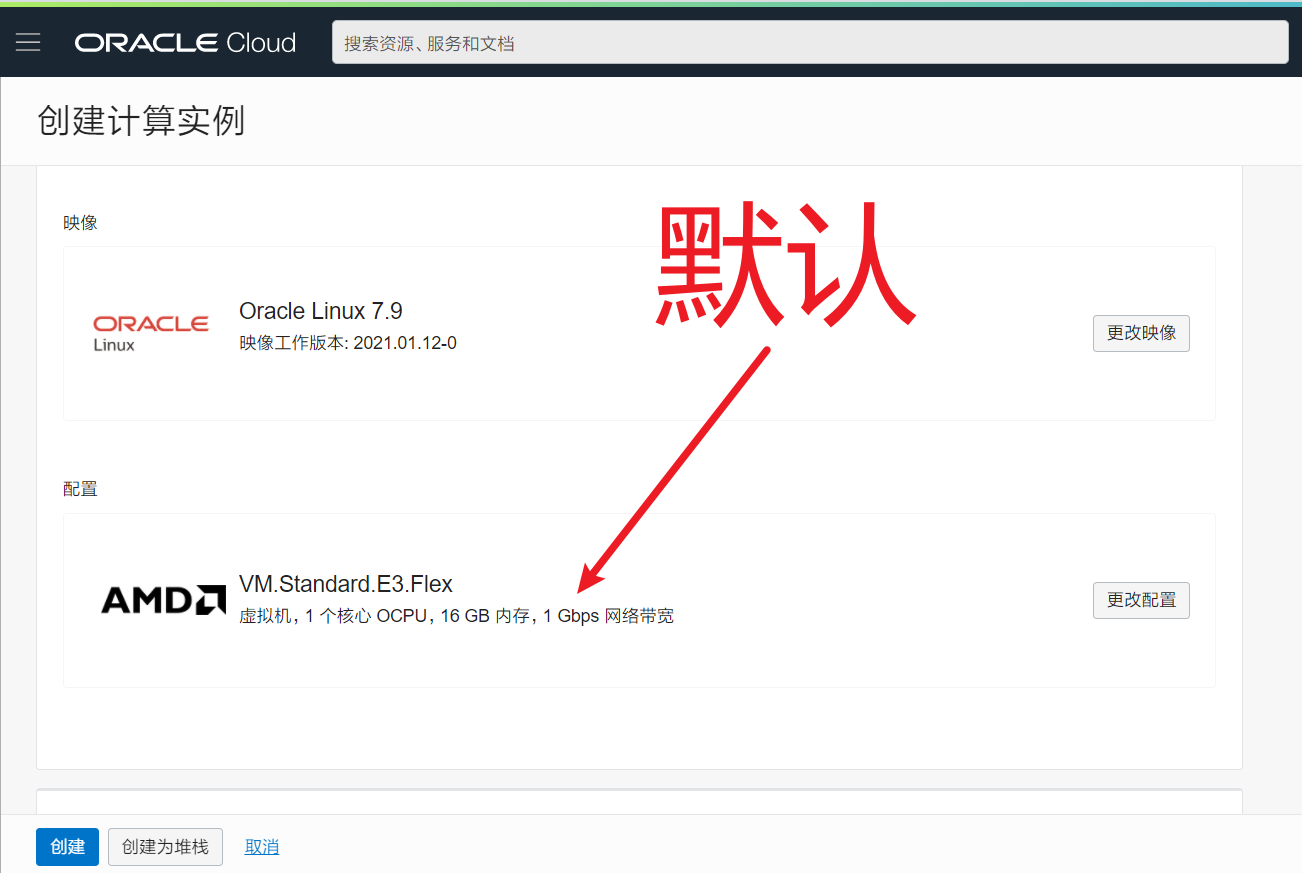 ORACLE Cloud
搜索资源、服务和文档
创建计算实例
映像
默认
ORACLE
Linux
Oracle Linux 7.9
映像工作版本: 2021.01.12-0
更改映像
配置
AMD
VM.Standard.E3.Flex
虚拟机，1 个核心 OCPU，16 GB 内存，1 Gbps 网络带宽
更改配置
创建
创建为堆栈
取消